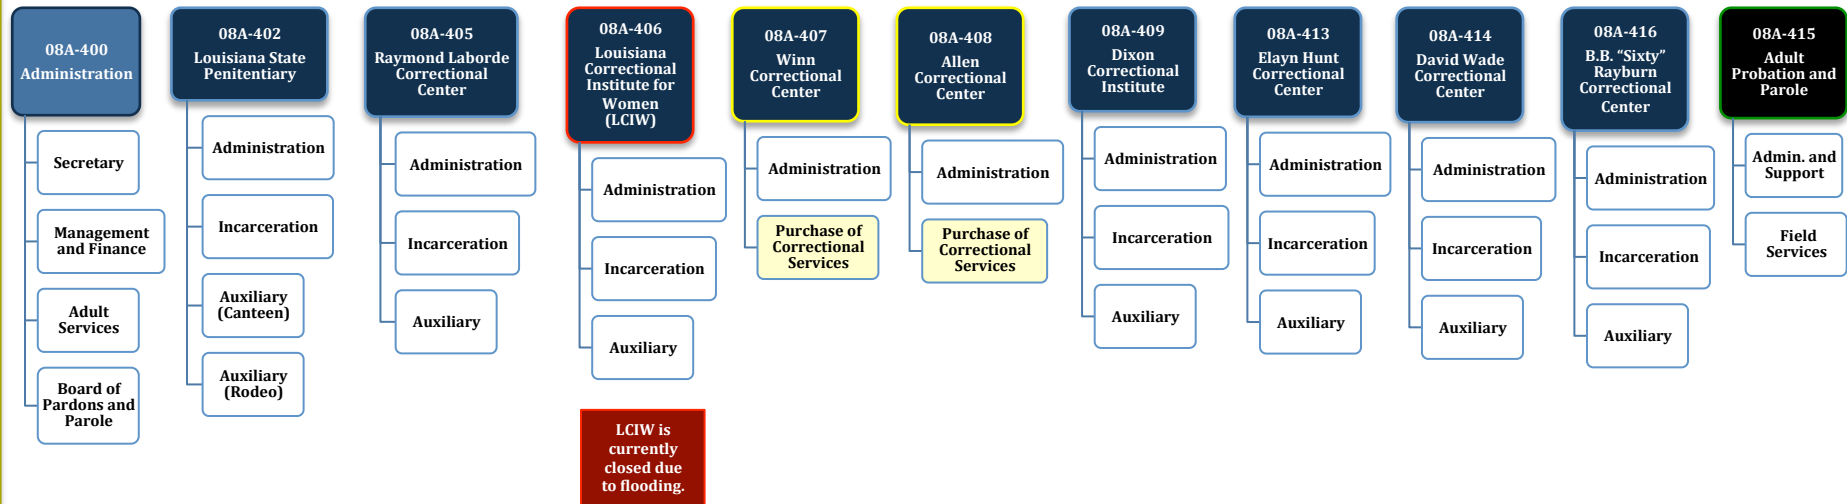 08A-400
Administration
Secretary
Management
and Finance
Adult
Services
Board of
Pardons and
Parole
08A-402
Louisiana State
Penitentiary
Administration
Incarceration
Auxiliary
(Canteen)
Auxiliary
(Rodeo)
08A-405
Raymond Laborde
Correctional
Center
Administration
Incarceration
Auxiliary
08A-406
Louisiana
Correctional
Institute for
Women
(LCIW)
Administration
Incarceration
Auxiliary
LCIW is
currently
closed due
to flooding.
08A-407
Winn
Correctional
Center
Administration
Purchase of
Correctional
Services
08A-408
Allen
Correctional
Center
Administration
Purchase of
Correctional
Services
08A-409
Dixon
Correctional
Institute
Administration
Incarceration
Auxiliary
08A-413
Elayn Hunt
Correctional
Center
Administration
Incarceration
Auxiliary
08A-414
David Wade
Correctional
Center
Administration
Incarceration
Auxiliary
08A-416
B.B. “Sixty”
Rayburn
Correctional
Center
Administration
Incarceration
Auxiliary
08A-415
Adult
Probation and
Parole
Admin. and
Support
Field
Services